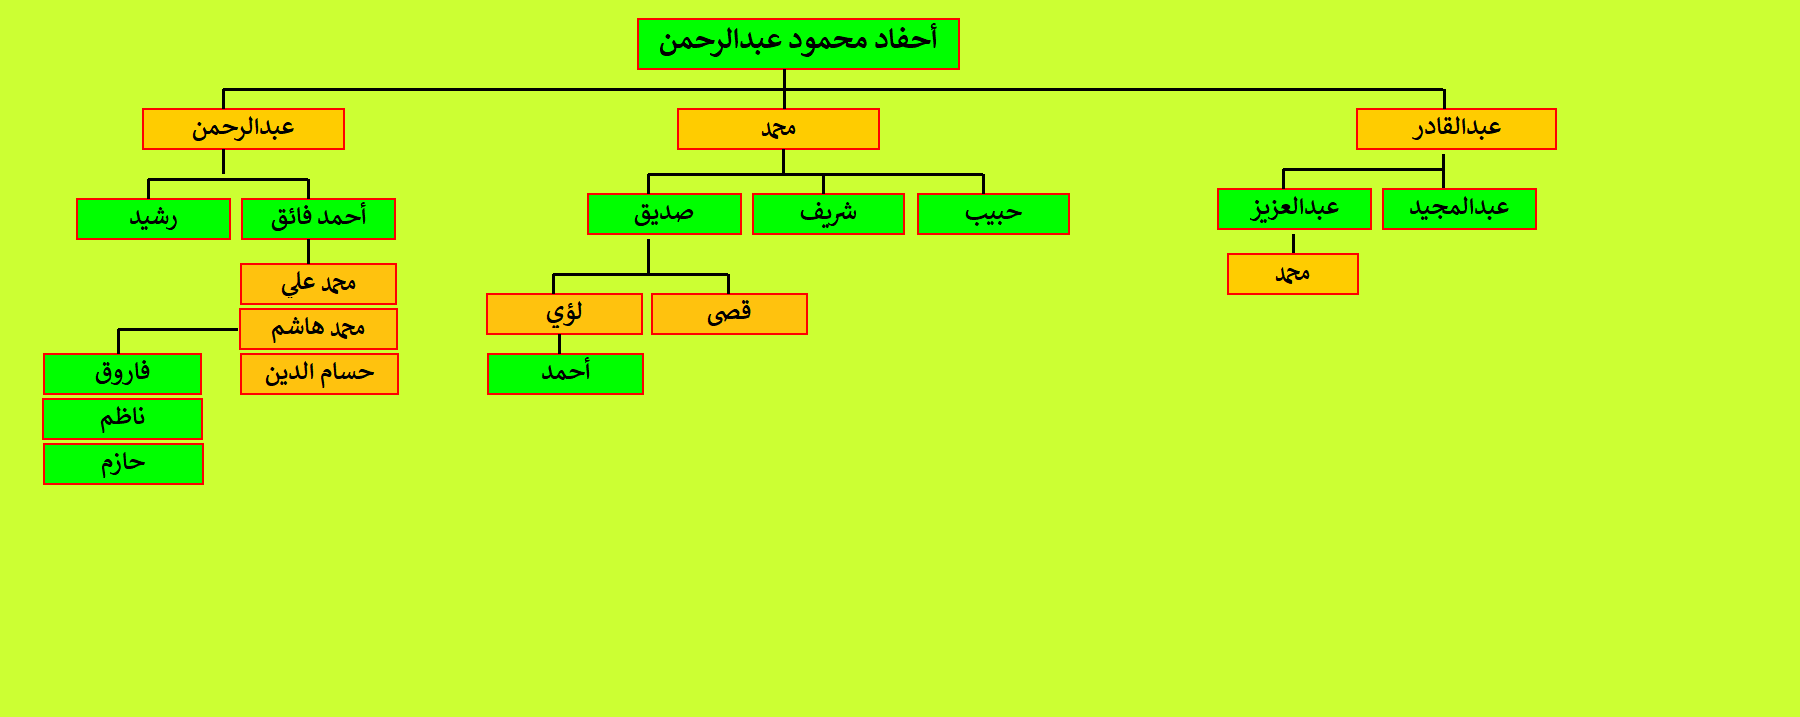 أحفاد محمود عبدالرحمن
عبدالقادر
محمد
عبدالرحمن
عبدالمجيد
عبدالعزيز
حبيب
شريف
صديق
أحمد فائق
رشيد
محمد
محمد علي
قصى
لؤي
محمد هاشم
حسام الدين
أحمد
فاروق
ناظم
حازم